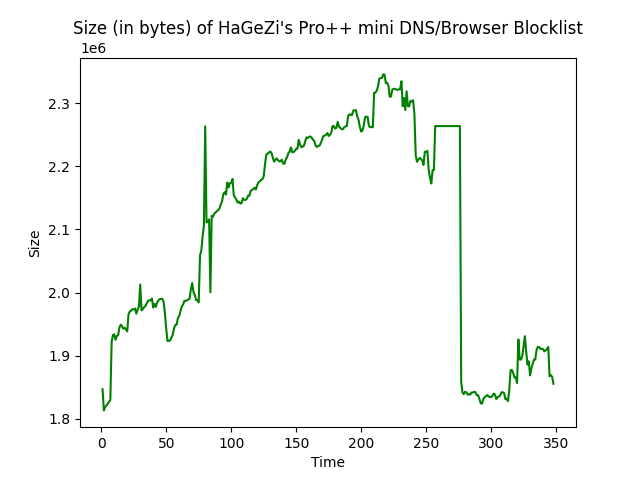 Size (in bytes) of HaGeZi's Pro++ mini DNS/Browser Blocklist
1e6
2.3
2.2
2.1
2.0
1.9
1.8
Size
0 50 100 150 200 250 300 350
Time